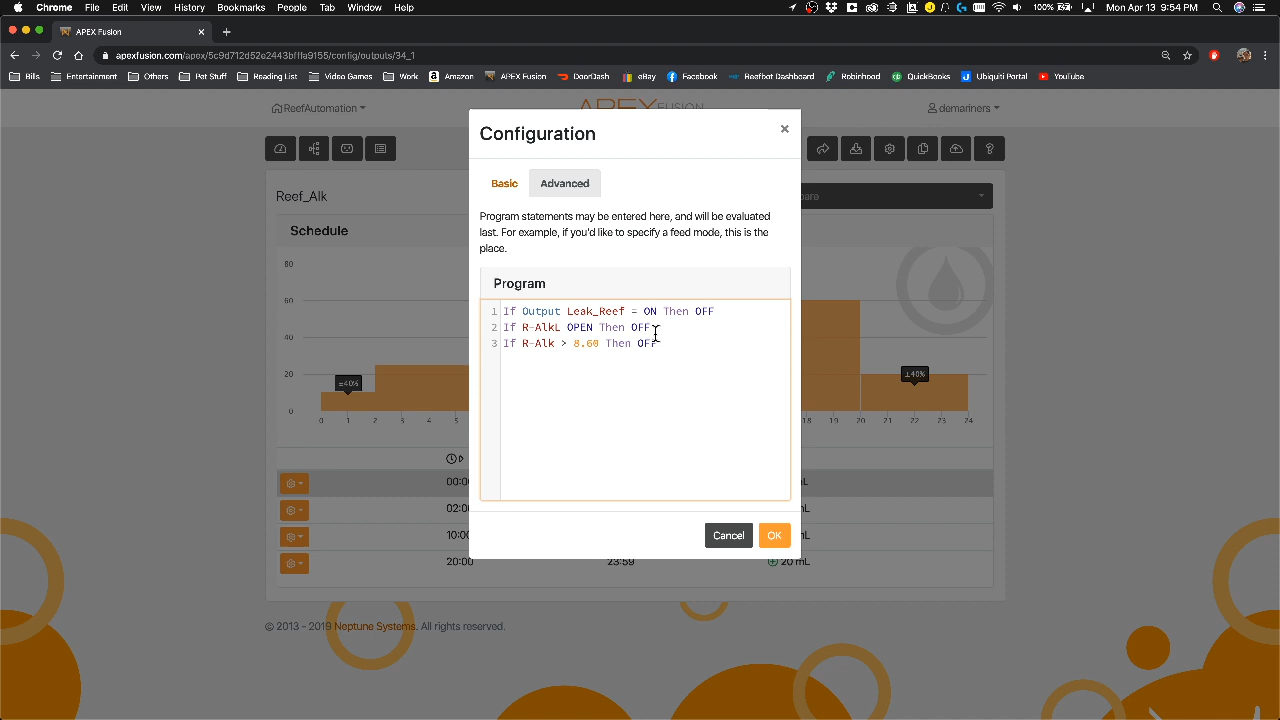 Chrome File Edit View History Bookmarks People Tab Window Help
100% Mon Apr 13 9:54 PM
APEX Fusion
apexfusion.com/apex/5c9d712d52e2443bfffa9155/config/outputs/34_1
Bills Entertainment Others Pet Stuff Reading List Video Games Work Amazon APEX Fusion DoorDash eBay Facebook Reefbot Dashboard Robinhood QuickBooks Ubiquiti Portal YouTube
ReefAutomation
APEX FUSION
demariners
Configuration
×
Basic
Advanced
Program statements may be entered here, and will be evaluated
last. For example, if you'd like to specify a feed mode, this is the
place.
Program
1 If Output Leak_Reef = ON Then OFF
2 If R-AlkL OPEN Then OFF
3 If R-Alk > 8.60 Then OFF
Cancel
OK
Reef_Alk
Schedule
80
60
40
20
0
±40%
±40%
0 1 2 3 4 5
18 19 20 21 22 23 24
00:0
02:0
10:00
20:00
23:59
20 mL
© 2013 - 2019 Neptune Systems. All rights reserved.